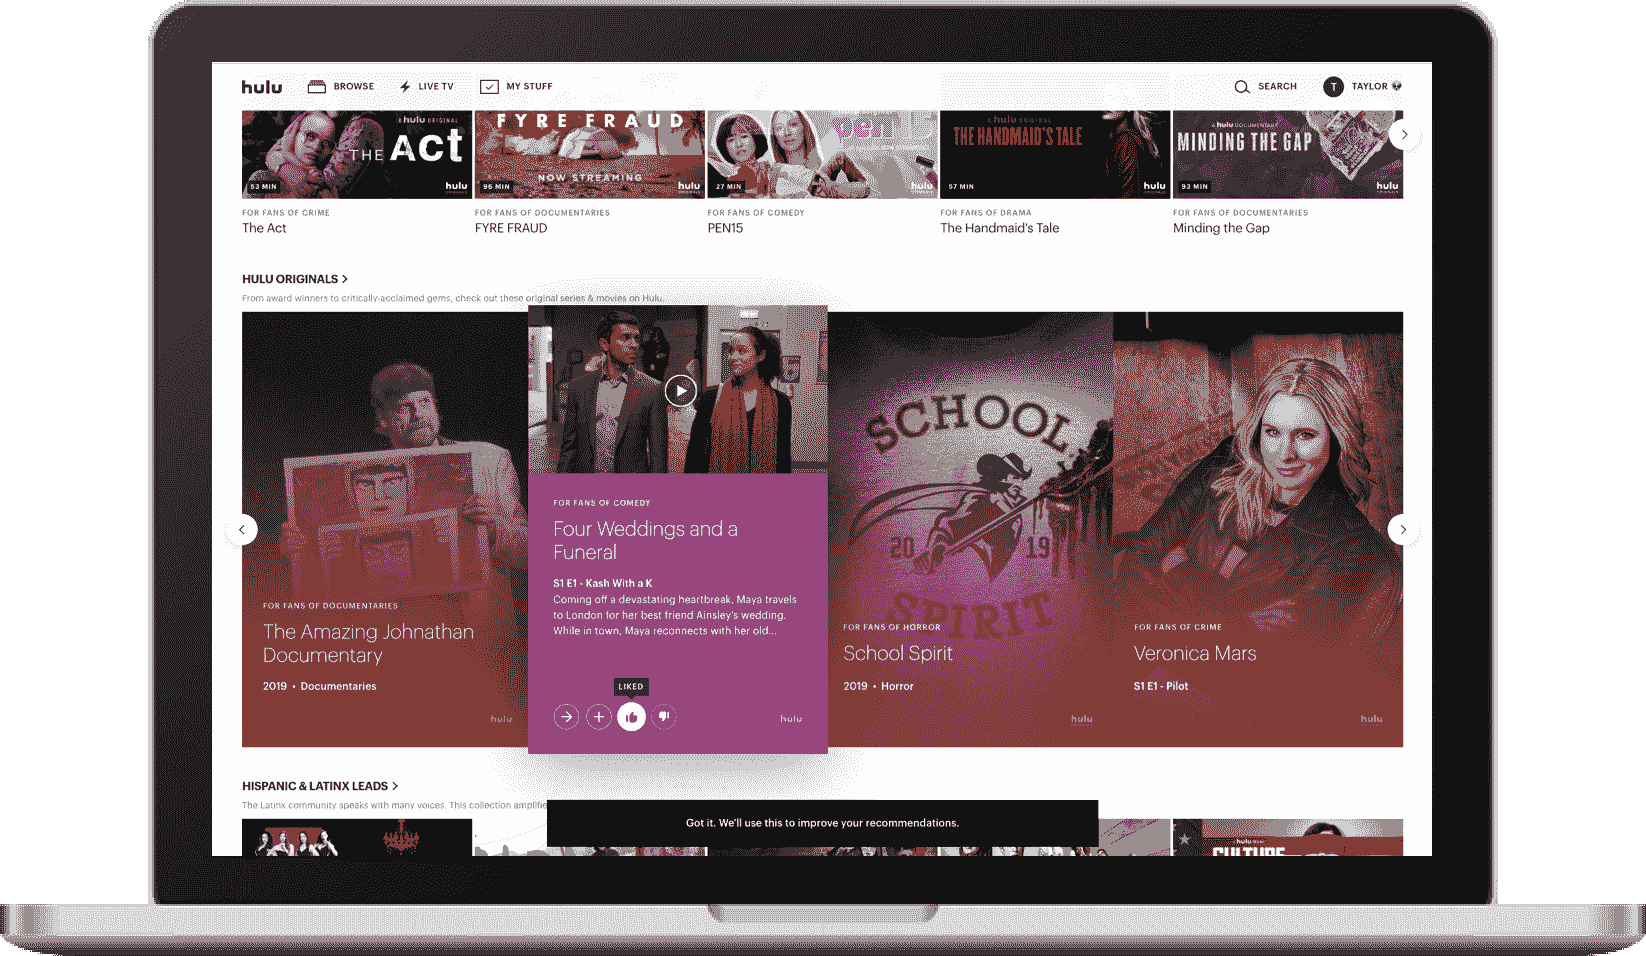 hulu BROWSE LIVE TV MY STUFF SEARCH T TAYLOR
A hulu ORIGINAL
THE ACT
53 MIN
hulu
FYRE FRAUD
NOW STREAMING
96 MIN
hulu
pen15
27 MIN
hulu
A hulu ORIGINAL
THE HANDMAID'S TALE
57 MIN
hulu
A hulu DOCUMENTARY
MINDING THE GAP
93 MIN
hulu
FOR FANS OF CRIME
The Act
FOR FANS OF DOCUMENTARIES
FYRE FRAUD
FOR FANS OF COMEDY
PEN15
FOR FANS OF DRAMA
The Handmaid's Tale
FOR FANS OF DOCUMENTARIES
Minding the Gap
HULU ORIGINALS >
From award winners to critically-acclaimed gems, check out these original series & movies on Hulu.
FOR FANS OF DOCUMENTARIES
The Amazing Johnathan
Documentary
2019 • Documentaries
hulu
FOR FANS OF COMEDY
Four Weddings and a
Funeral
S1 E1 - Kash With a K
Coming off a devastating heartbreak, Maya travels
to London for her best friend Ainsley's wedding.
While in town, Maya reconnects with her old...
LIKED
hulu
SCHOOL
20 19
SPIRIT
FOR FANS OF HORROR
School Spirit
2019 • Horror
hulu
FOR FANS OF CRIME
Veronica Mars
S1 E1 - Pilot
hulu
HISPANIC & LATINX LEADS >
The Latinx community speaks with many voices. This collection amplifie
Got it. We'll use this to improve your recommendations.
CULTURE